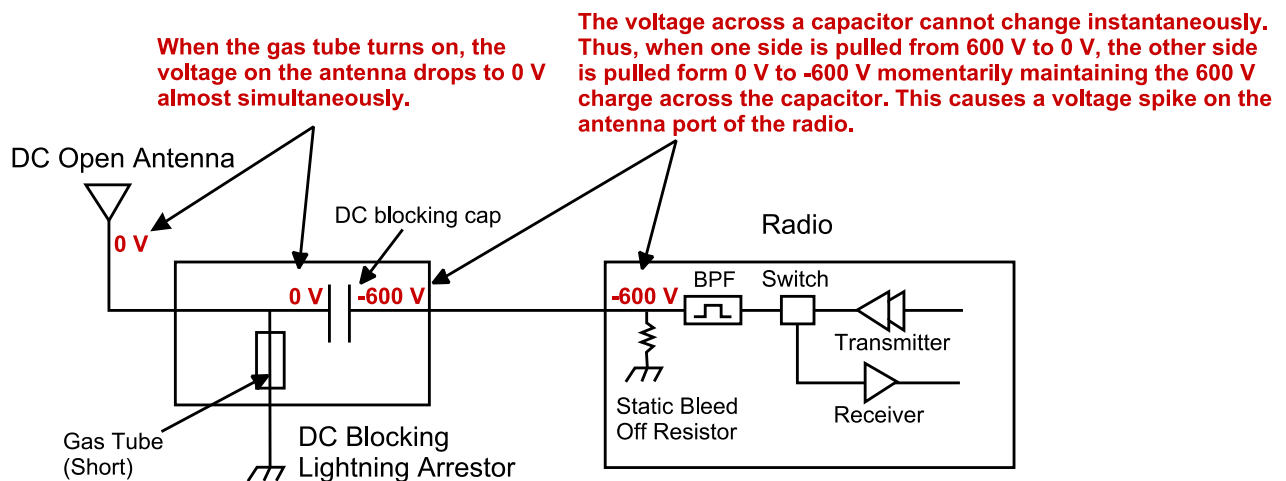 When the gas tube turns on, the
voltage on the antenna drops to 0 V
almost simultaneously.
The voltage across a capacitor cannot change instantaneously.
Thus, when one side is pulled from 600 V to 0 V, the other side
is pulled form 0 V to -600 V momentarily maintaining the 600 V
charge across the capacitor. This causes a voltage spike on the
antenna port of the radio.
DC Open Antenna
0 V
DC blocking cap
0 V
-600 V
Radio
-600 V
BPF
Switch
Transmitter
Receiver
Static Bleed
Off Resistor
Gas Tube
(Short)
DC Blocking
Lightning Arrestor